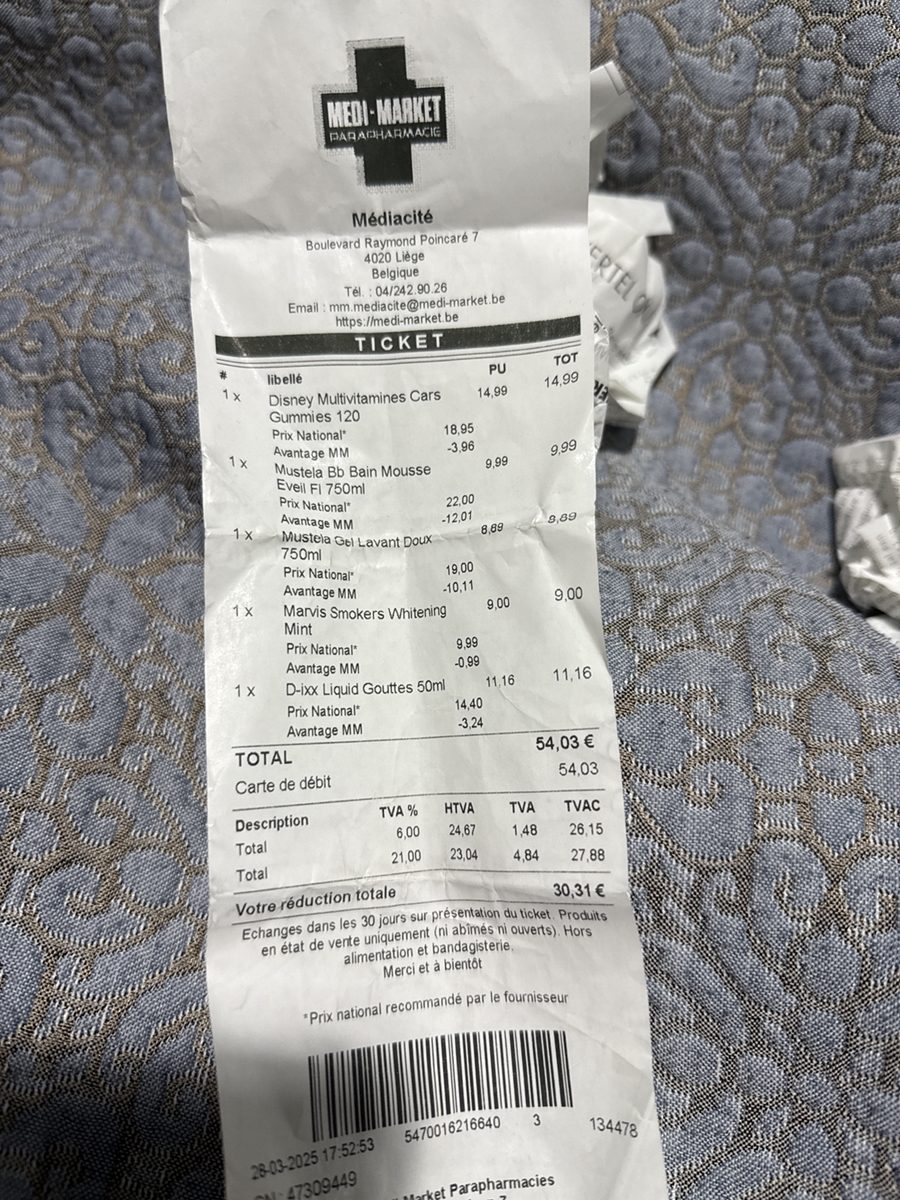 MEDI-MARKET
PARAPHARMACIE
Médiacité
Boulevard Raymond Poincaré 7
4020 Liège
Belgique
Tél. : 04/242.90.26
Email : mm.mediacite@medi-market.be
https://medi-market.be
TICKET
# libellé PU TOT
1 x Disney Multivitamines Cars 14,99 14,99
Gummies 120
Prix National* 18,95
Avantage MM -3,96
1 x Mustela Bb Bain Mousse 9,99 9,99
Eveil Fl 750ml
Prix National* 22,00
Avantage MM -12,01
1 x Mustela Gel Lavant Doux 8,89 8,89
750ml
Prix National* 19,00
Avantage MM -10,11
1 x Marvis Smokers Whitening 9,00 9,00
Mint
Prix National* 9,99
Avantage MM -0,99
1 x D-ixx Liquid Gouttes 50ml 11,16 11,16
Prix National* 14,40
Avantage MM -3,24
TOTAL 54,03 €
Carte de débit 54,03
Description TVA % HTVA TVA TVAC
Total 6,00 24,67 1,48 26,15
Total 21,00 23,04 4,84 27,88
Votre réduction totale 30,31 €
Echanges dans les 30 jours sur présentation du ticket. Produits
en état de vente uniquement (ni abîmés ni ouverts). Hors
alimentation et bandagisterie.
Merci et à bientôt
*Prix national recommandé par le fournisseur
28-03-2025 17:52:53 5470016216640 3 134478
47309449
Market Parapharmacies